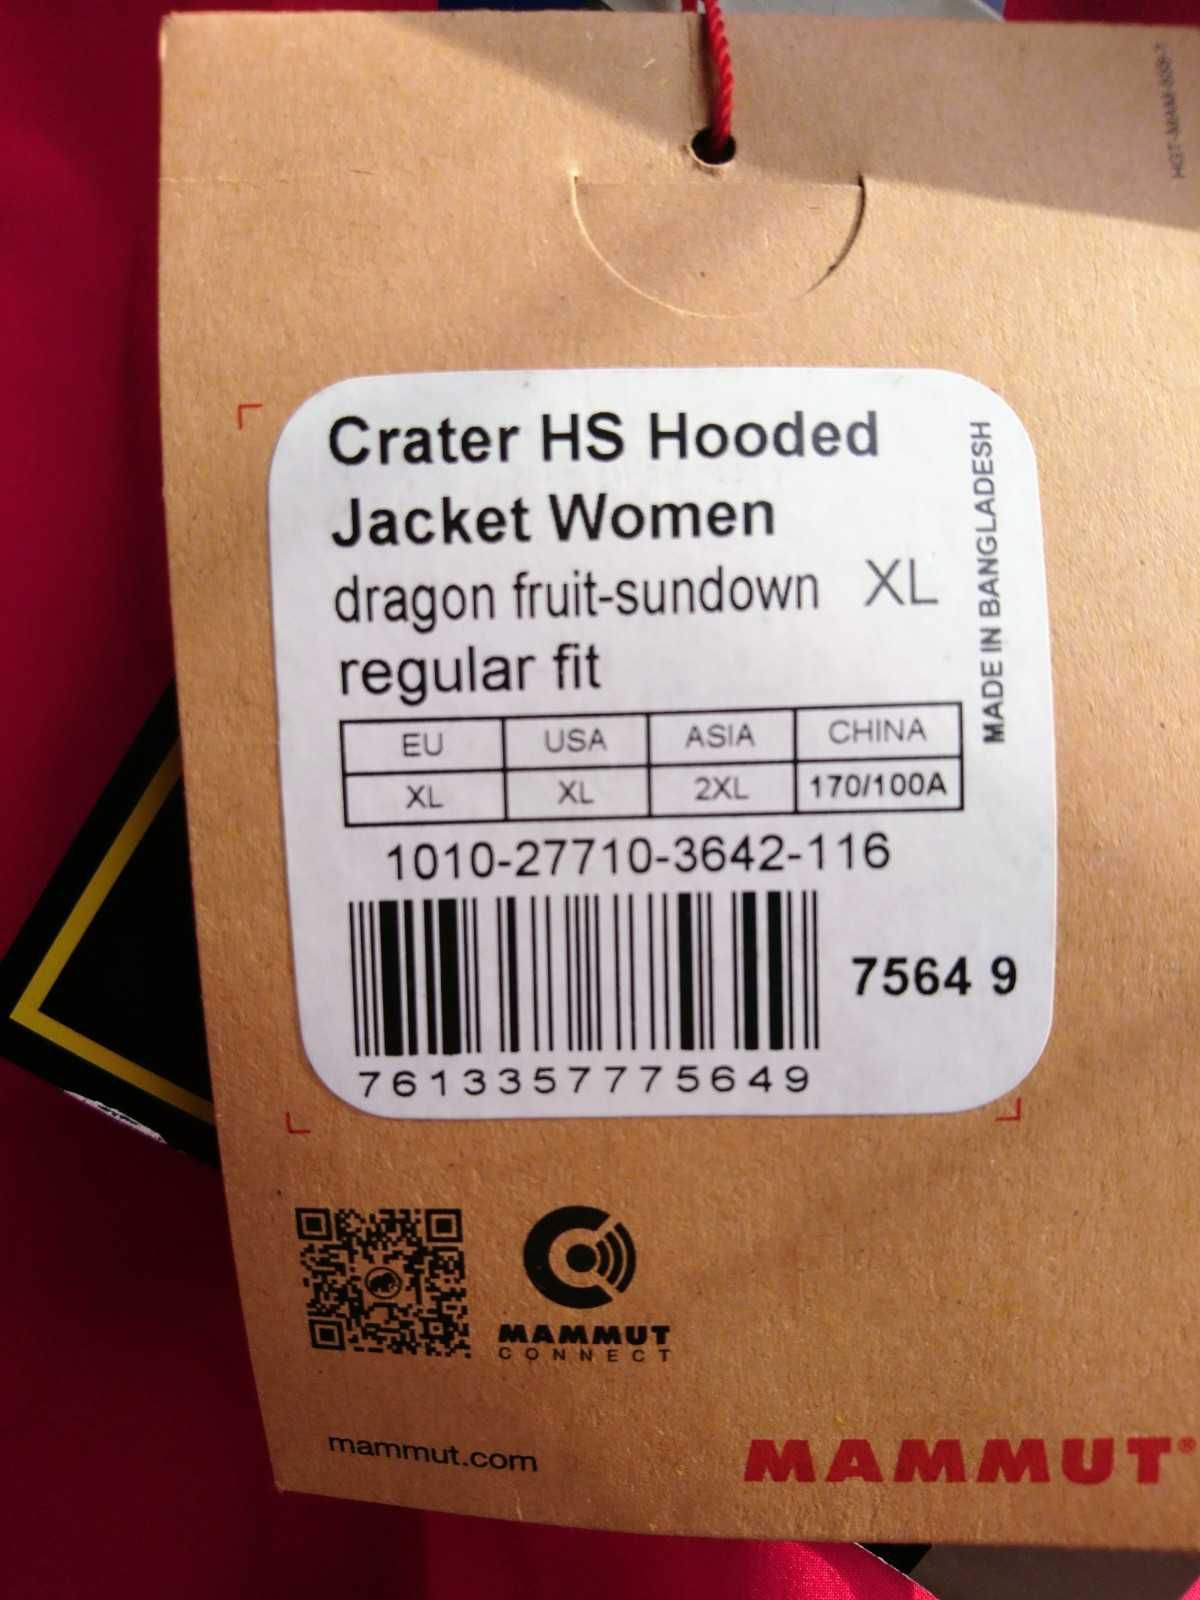 Crater HS Hooded
Jacket Women
dragon fruit-sundown XL
regular fit
MADE IN BANGLADESH
EU USA ASIA CHINA
XL XL 2XL 170/100A
1010-27710-3642-116
7564 9
7613357775649
MAMMUT
CONNECT
mammut.com
MAMMUT®